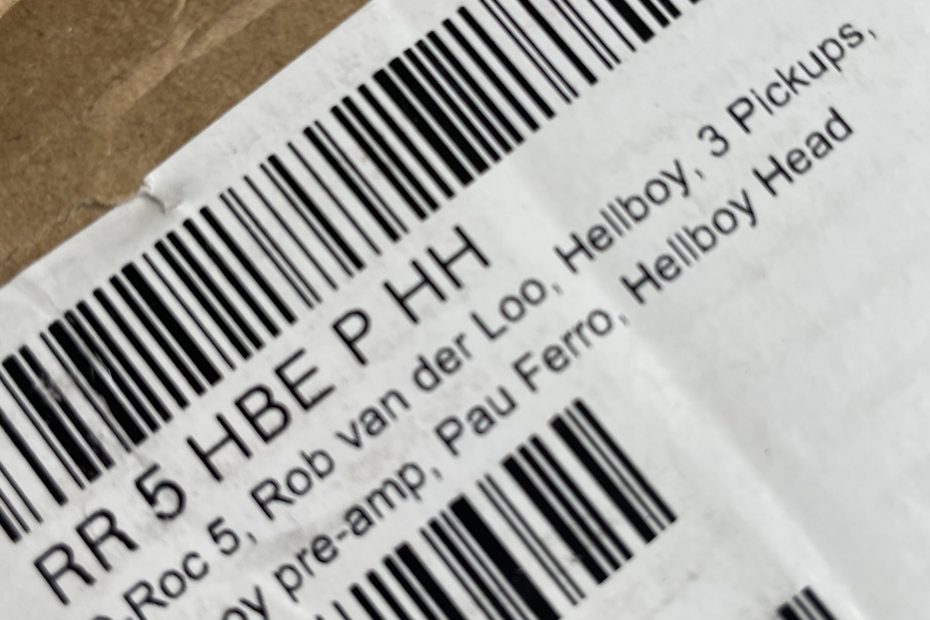 RR 5 HBE P HH
-Roc 5, Rob van der Loo, Hellboy, 3 Pickups,
oy pre-amp, Pau Ferro, Hellboy Head